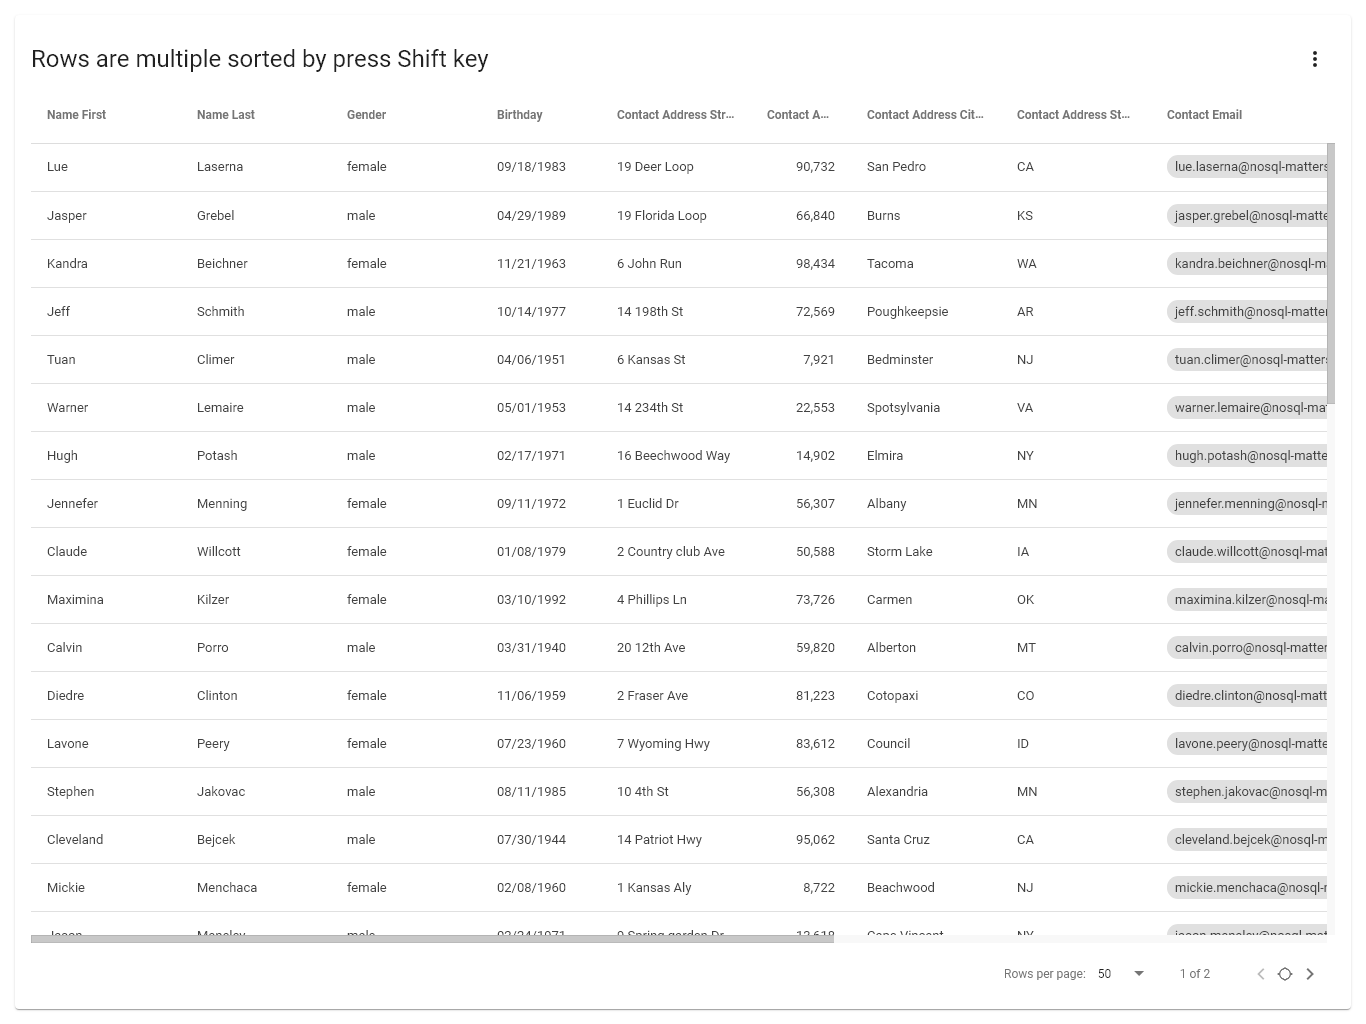 Rows are multiple sorted by press Shift key
Name First Name Last Gender Birthday Contact Address Str... Contact A... Contact Address Cit... Contact Address St... Contact Email
Lue Laserna female 09/18/1983 19 Deer Loop 90,732 San Pedro CA lue.laserna@nosql-matters
Jasper Grebel male 04/29/1989 19 Florida Loop 66,840 Burns KS jasper.grebel@nosql-matte
Kandra Beichner female 11/21/1963 6 John Run 98,434 Tacoma WA kandra.beichner@nosql-m
Jeff Schmith male 10/14/1977 14 198th St 72,569 Poughkeepsie AR jeff.schmith@nosql-matter
Tuan Climer male 04/06/1951 6 Kansas St 7,921 Bedminster NJ tuan.climer@nosql-matters
Warner Lemaire male 05/01/1953 14 234th St 22,553 Spotsylvania VA warner.lemaire@nosql-mat
Hugh Potash male 02/17/1971 16 Beechwood Way 14,902 Elmira NY hugh.potash@nosql-matte
Jennefer Menning female 09/11/1972 1 Euclid Dr 56,307 Albany MN jennefer.menning@nosql-n
Claude Willcott female 01/08/1979 2 Country club Ave 50,588 Storm Lake IA claude.willcott@nosql-mat
Maximina Kilzer female 03/10/1992 4 Phillips Ln 73,726 Carmen OK maximina.kilzer@nosql-ma
Calvin Porro male 03/31/1940 20 12th Ave 59,820 Alberton MT calvin.porro@nosql-matter
Diedre Clinton female 11/06/1959 2 Fraser Ave 81,223 Cotopaxi CO diedre.clinton@nosql-matt
Lavone Peery female 07/23/1960 7 Wyoming Hwy 83,612 Council ID lavone.peery@nosql-matte
Stephen Jakovac male 08/11/1985 10 4th St 56,308 Alexandria MN stephen.jakovac@nosql-m
Cleveland Bejcek male 07/30/1944 14 Patriot Hwy 95,062 Santa Cruz CA cleveland.bejcek@nosql-m
Mickie Menchaca female 02/08/1960 1 Kansas Aly 8,722 Beachwood NJ mickie.menchaca@nosql-r
Rows per page: 50 1 of 2